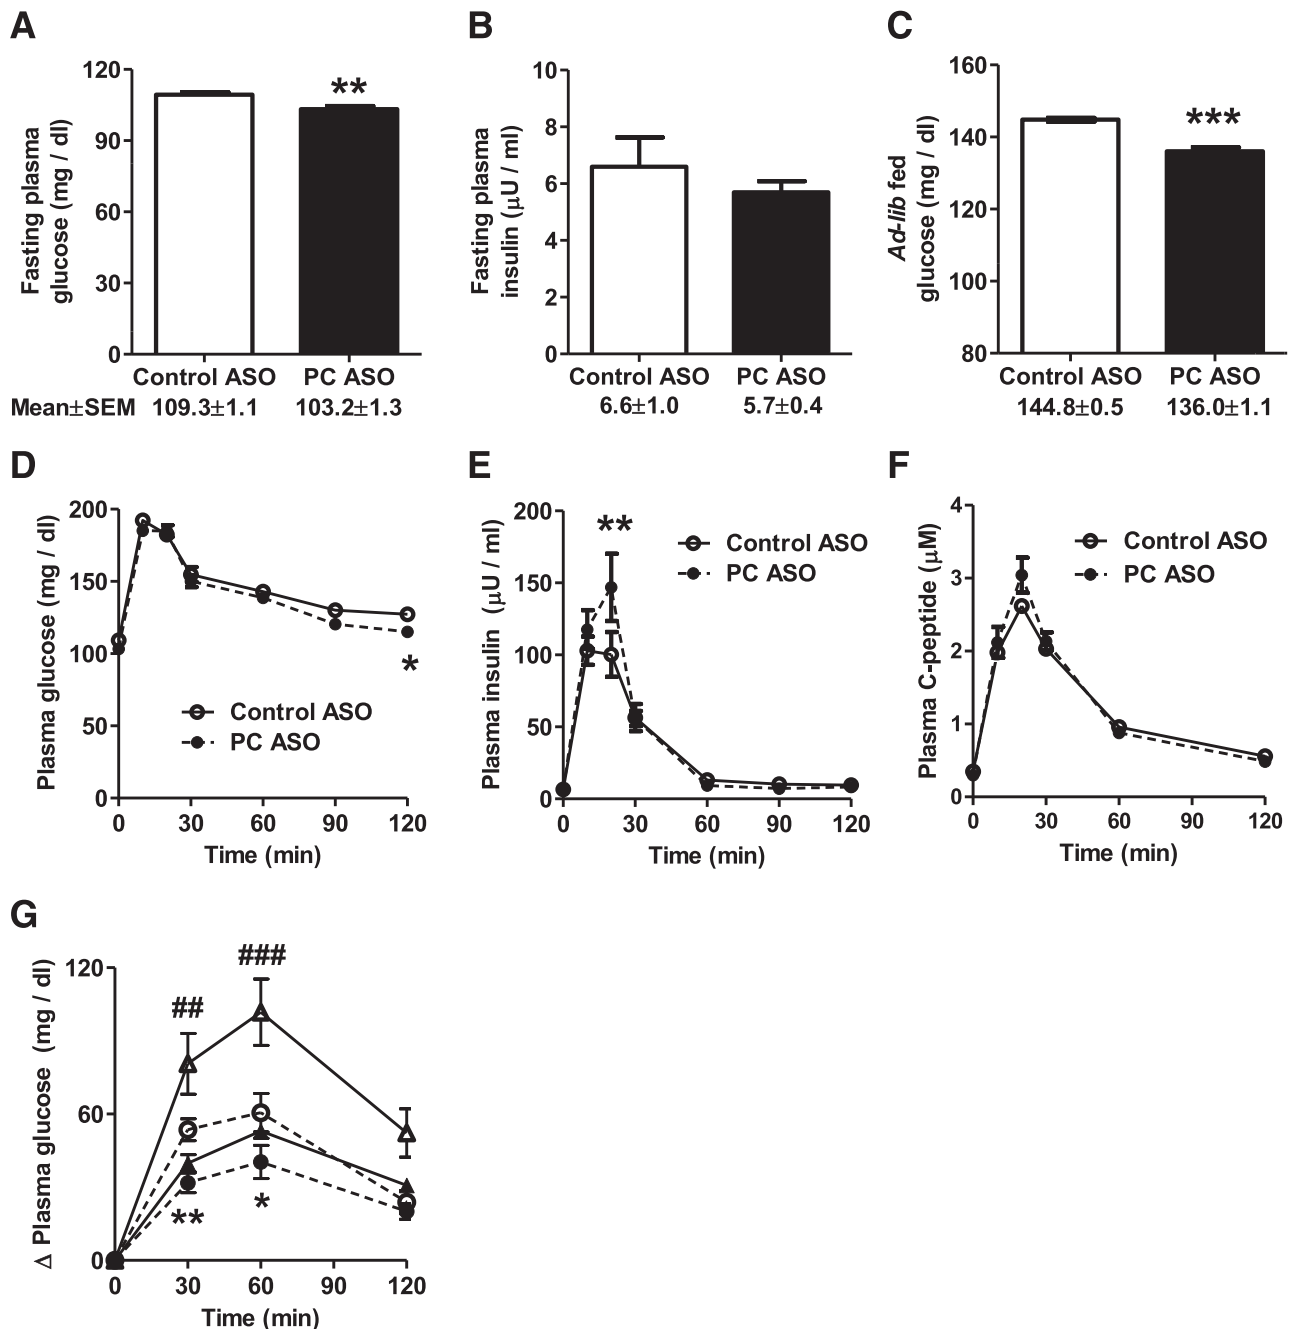 A
B
C
120
90
60
30
0
Fasting plasma
glucose (mg / dl)
**
Control ASO
PC ASO
Mean±SEM 109.3±1.1 103.2±1.3
10
8
6
4
2
0
Fasting plasma
insulin (μU / ml)
Control ASO
PC ASO
6.6±1.0 5.7±0.4
160
140
120
100
80
Ad-lib fed
glucose (mg / dl)
***
Control ASO
PC ASO
144.8±0.5 136.0±1.1
D
E
F
200
150
100
50
0
Plasma glucose (mg / dl)
*
Control ASO
PC ASO
0 30 60 90 120
Time (min)
200
150
100
50
0
Plasma insulin (μU / ml)
**
Control ASO
PC ASO
0 30 60 90 120
Time (min)
4
3
2
1
0
Plasma C-peptide (μM)
Control ASO
PC ASO
0 30 60 90 120
Time (min)
G
120
60
0
Δ Plasma glucose (mg / dl)
##
###
**
*
0 30 60 90 120
Time (min)